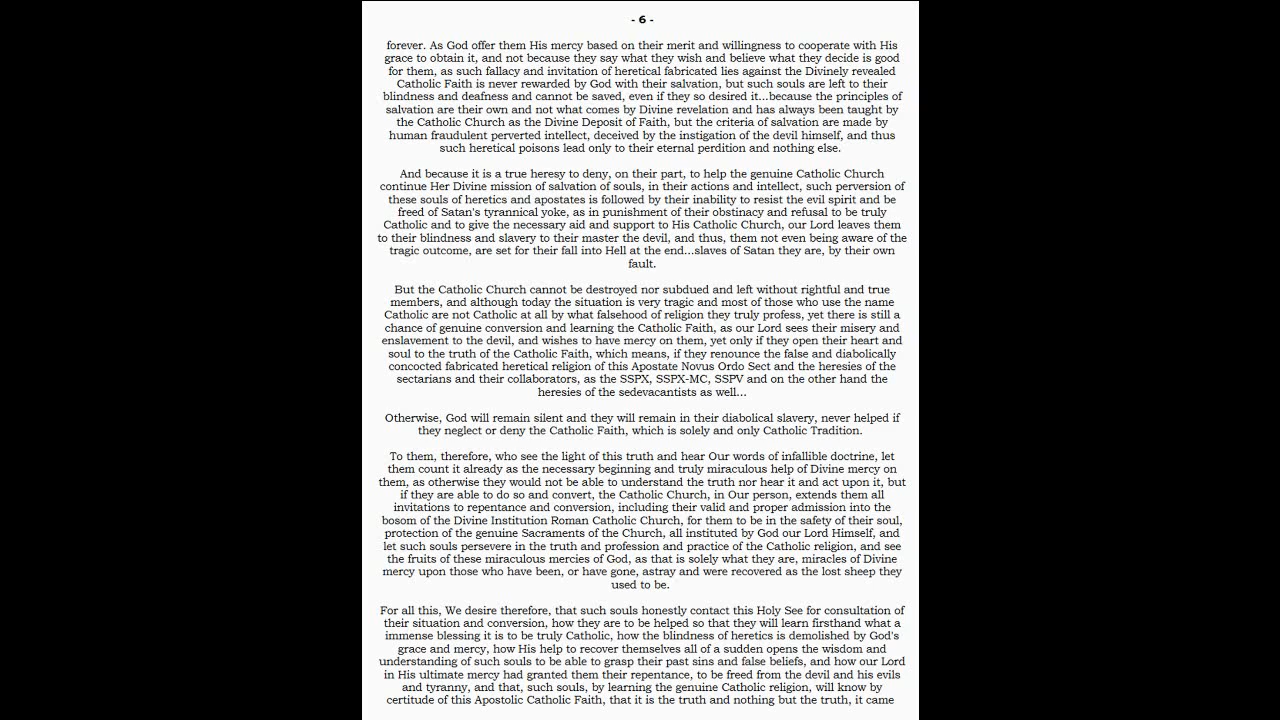 - 6 -
forever. As God offer them His mercy based on their merit and willingness to cooperate with His
grace to obtain it, and not because they say what they wish and believe what they decide is good
for them, as such fallacy and invitation of heretical fabricated lies against the Divinely revealed
Catholic Faith is never rewarded by God with their salvation, but such souls are left to their
blindness and deafness and cannot be saved, even if they so desired it...because the principles of
salvation are their own and not what comes by Divine revelation and has always been taught by
the Catholic Church as the Divine Deposit of Faith, but the criteria of salvation are made by
human fraudulent perverted intellect, deceived by the instigation of the devil himself, and thus
such heretical poisons lead only to their eternal perdition and nothing else.
And because it is a true heresy to deny, on their part, to help the genuine Catholic Church
continue Her Divine mission of salvation of souls, in their actions and intellect, such perversion of
these souls of heretics and apostates is followed by their inability to resist the evil spirit and be
freed of Satan's tyrannical yoke, as in punishment of their obstinacy and refusal to be truly
Catholic and to give the necessary aid and support to His Catholic Church, our Lord leaves them
to their blindness and slavery to their master the devil, and thus, them not even being aware of the
tragic outcome, are set for their fall into Hell at the end...slaves of Satan they are, by their own
fault.
But the Catholic Church cannot be destroyed nor subdued and left without rightful and true
members, and although today the situation is very tragic and most of those who use the name
Catholic are not Catholic at all by what falsehood of religion they truly profess, yet there is still a
chance of genuine conversion and learning the Catholic Faith, as our Lord sees their misery and
enslavement to the devil, and wishes to have mercy on them, yet only if they open their heart and
soul to the truth of the Catholic Faith, which means, if they renounce the false and diabolically
concocted fabricated heretical religion of this Apostate Novus Ordo Sect and the heresies of the
sectarians and their collaborators, as the SSPX, SSPX-MC, SSPV and on the other hand the
heresies of the sedevacantists as well...
Otherwise, God will remain silent and they will remain in their diabolical slavery, never helped if
they neglect or deny the Catholic Faith, which is solely and only Catholic Tradition.
To them, therefore, who see the light of this truth and hear Our words of infallible doctrine, let
them count it already as the necessary beginning and truly miraculous help of Divine mercy on
them, as otherwise they would not be able to understand the truth nor hear it and act upon it, but
if they are able to do so and convert, the Catholic Church, in Our person, extends them all
invitations to repentance and conversion, including their valid and proper admission into the
bosom of the Divine Institution Roman Catholic Church, for them to be in the safety of their soul,
protection of the genuine Sacraments of the Church, all instituted by God our Lord Himself, and
let such souls persevere in the truth and profession and practice of the Catholic religion, and see
the fruits of these miraculous mercies of God, as that is solely what they are, miracles of Divine
mercy upon those who have been, or have gone, astray and were recovered as the lost sheep they
used to be.
For all this, We desire therefore, that such souls honestly contact this Holy See for consultation of
their situation and conversion, how they are to be helped so that they will learn firsthand what a
immense blessing it is to be truly Catholic, how the blindness of heretics is demolished by God's
grace and mercy, how His help to recover themselves all of a sudden opens the wisdom and
understanding of such souls to be able to grasp their past sins and false beliefs, and how our Lord
in His ultimate mercy had granted them their repentance, to be freed from the devil and his evils
and tyranny, and that, such souls, by learning the genuine Catholic religion, will know by
certitude of this Apostolic Catholic Faith, that it is the truth and nothing but the truth, it came